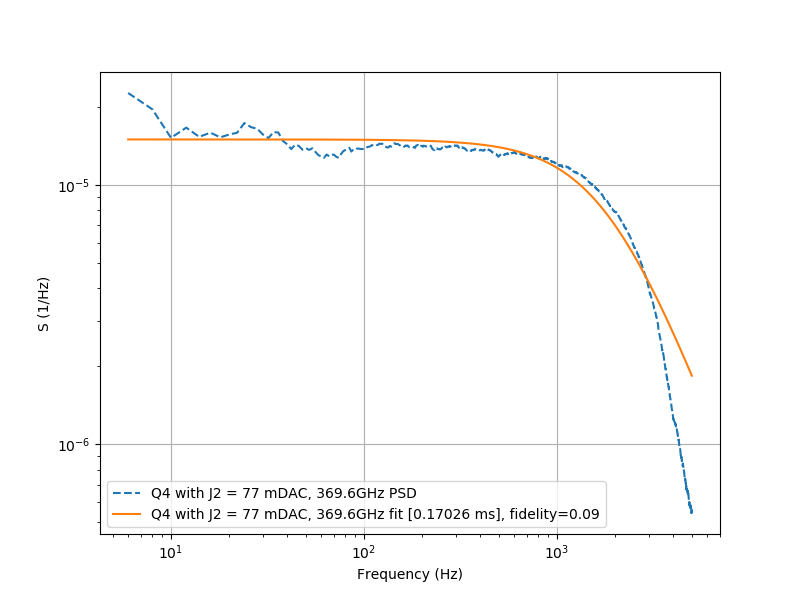 S (1/Hz)
10⁻⁵
10⁻⁶
Q4 with J2 = 77 mDAC, 369.6GHz PSD
Q4 with J2 = 77 mDAC, 369.6GHz fit [0.17026 ms], fidelity=0.09
10¹ 10² 10³
Frequency (Hz)